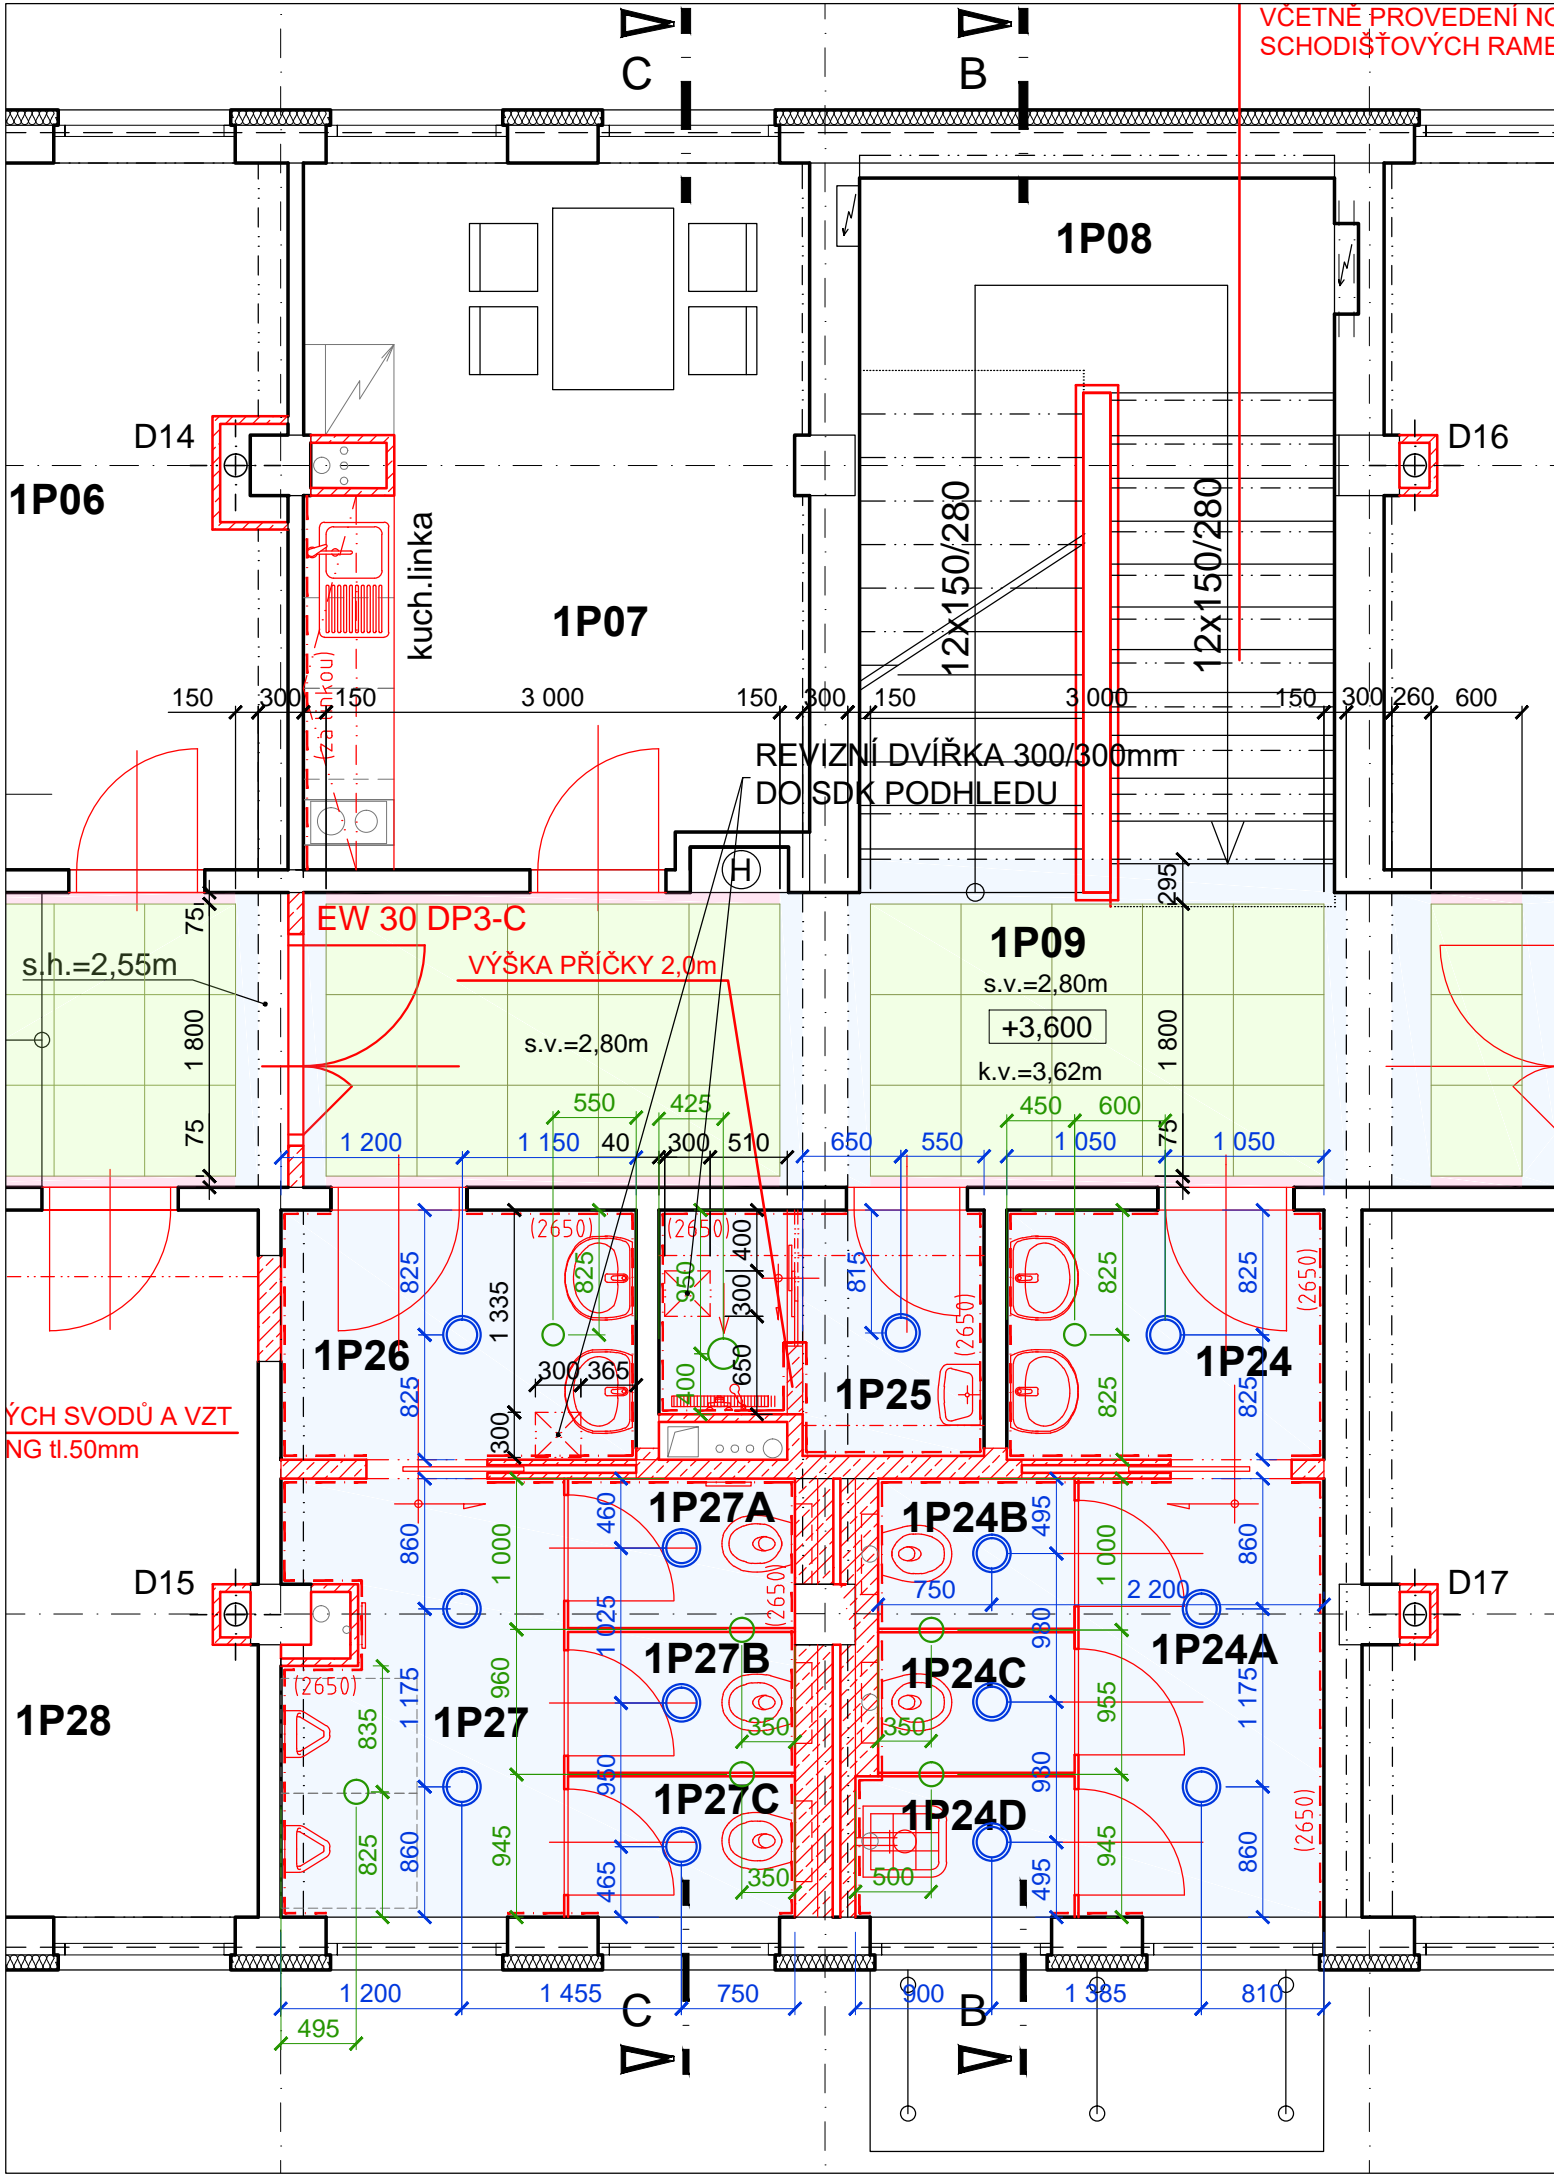 VČETNĚ PROVEDENÍ NO
SCHODIŠŤOVÝCH RAME
C
B
1P08
D14
D16
1P06
kuch.linka
12x150/280
12x150/280
1P07
(za linkou)
150
300
150
3 000
150
300
150
3 000
150
300
260
600
REVIZNÍ DVÍŘKA 300/300mm
DO SDK PODHLEDU
H
295
75
EW 30 DP3-C
1P09
s.h.=2,55m
VÝŠKA PŘÍČKY 2,0m
s.v.=2,80m
+3,600
1 800
s.v.=2,80m
1 800
k.v.=3,62m
550
425
450
600
75
75
1 200
1 150
40
300
510
650
550
1 050
1 050
(2650)
(2650)
825
1 335
825
950
400
300
815
825
825
(2650)
(2650)
1P26
1P24
300
365
400
650
1P25
825
300
825
825
ÝCH SVODŮ A VZT
NG tl.50mm
1P27A
1P24B
860
1 000
460
495
1 000
860
D15
(2650)
750
2 200
D17
1 025
980
1P27B
1P24C
1P24A
(2650)
1P28
835
1 175
1P27
960
350
350
955
1 175
950
930
1P27C
1P24D
825
860
945
465
350
500
495
945
860
(2650)
1 200
1 455
C
750
900
B
1 385
810
495